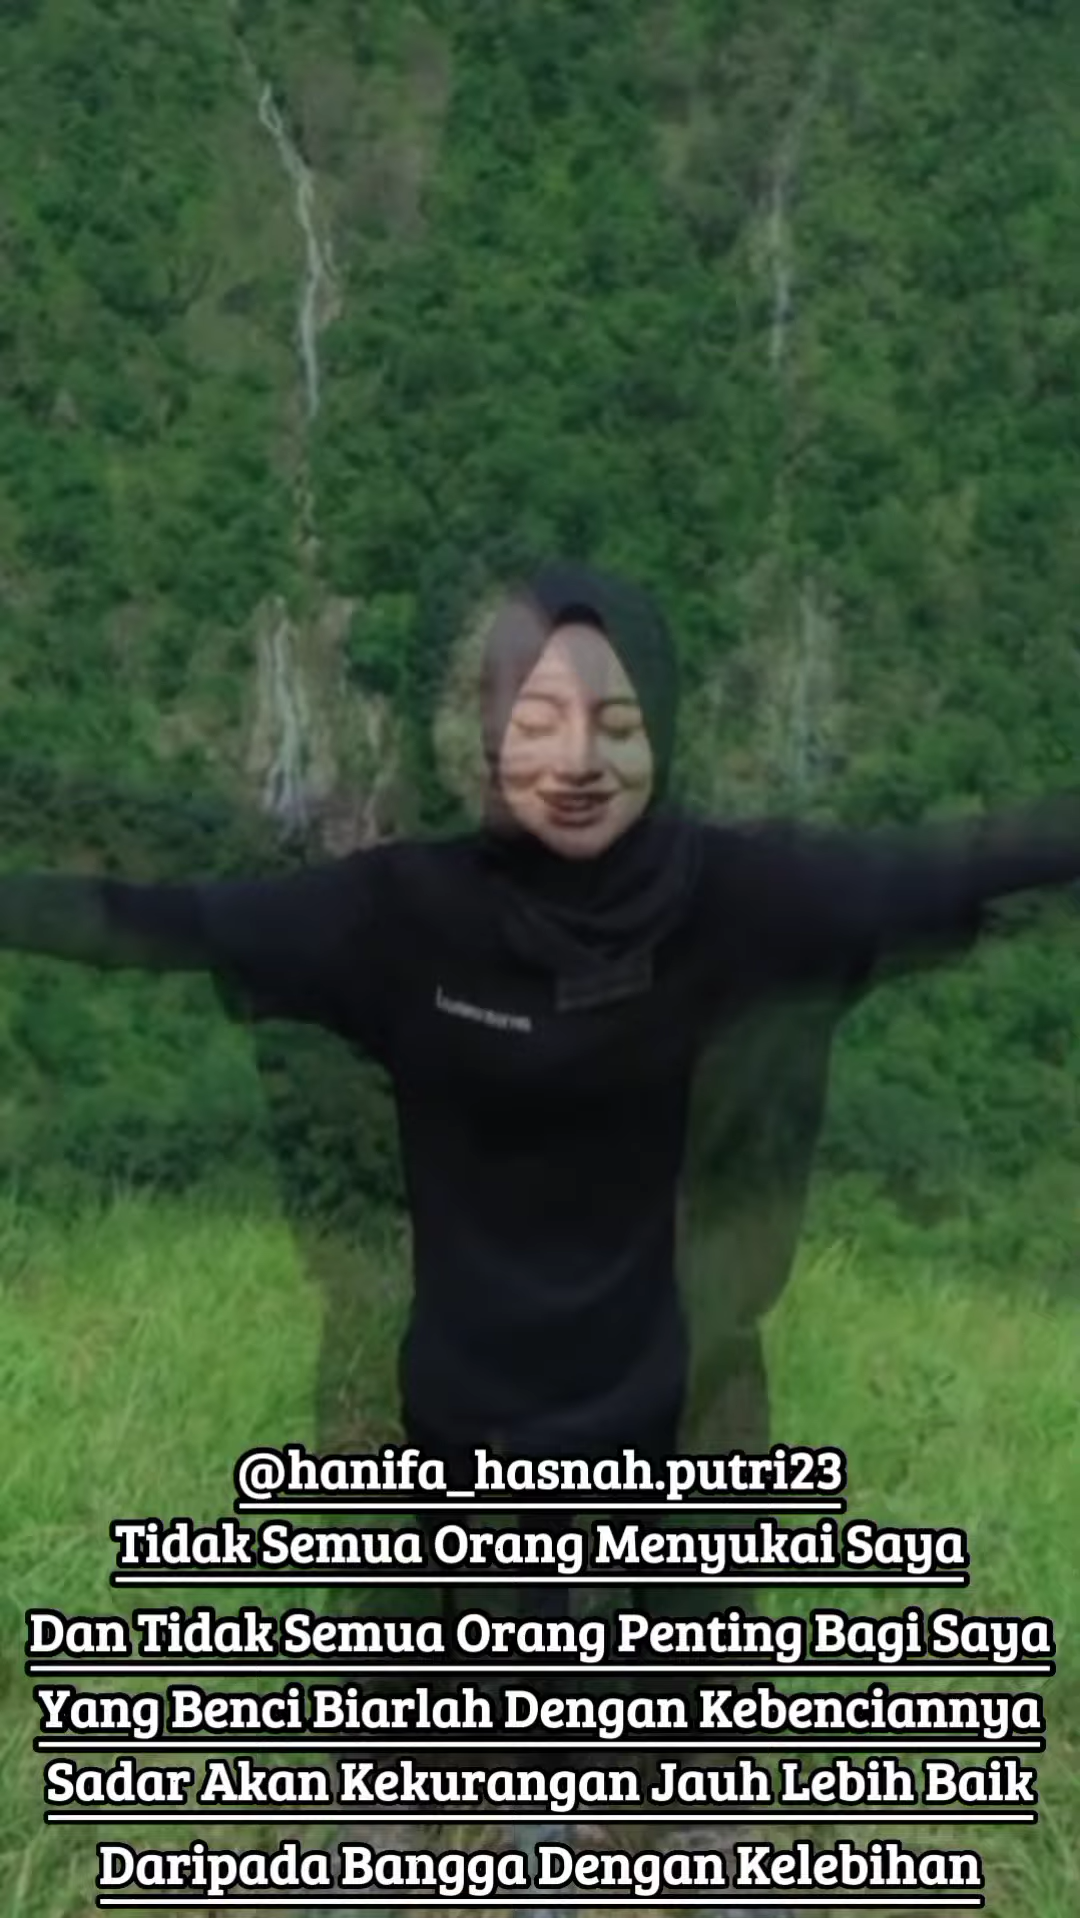 @hanifa_hasnah.putri23
Tidak Semua Orang Menyukai Saya
Dan Tidak Semua Orang Penting Bagi Saya
Yang Benci Biarlah Dengan Kebenciannya
Sadar Akan Kekurangan Jauh Lebih Baik
Daripada Bangga Dengan Kelebihan